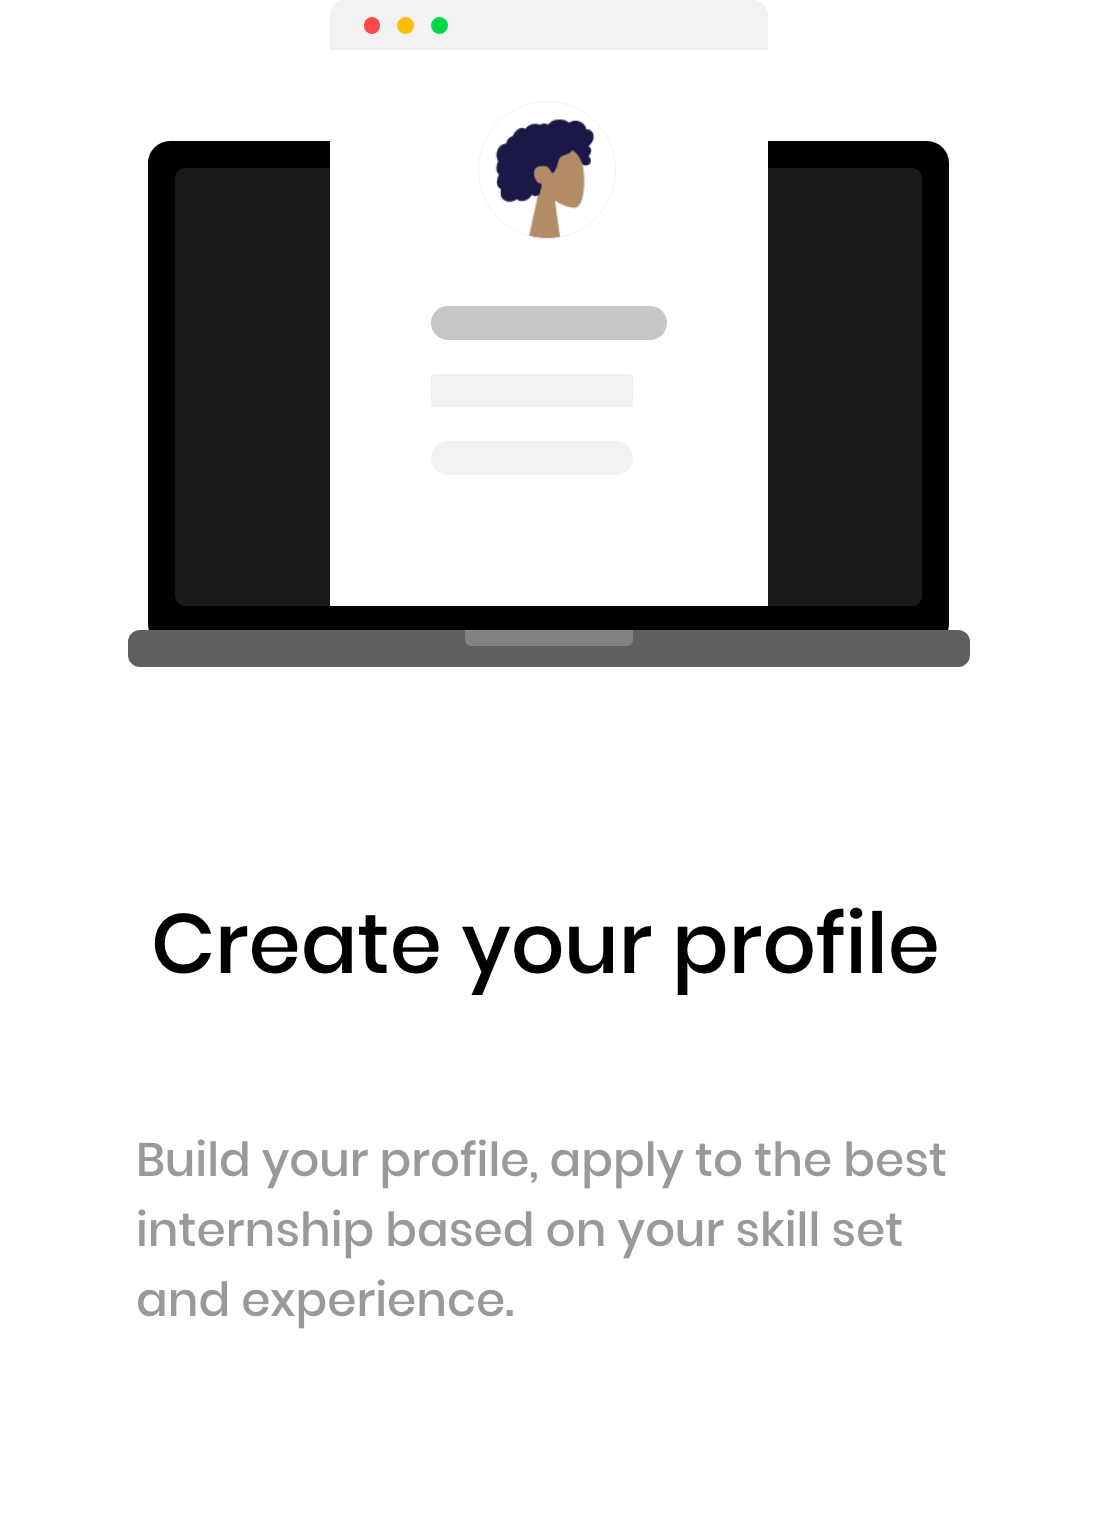 Create your profile
Build your profile, apply to the best
internship based on your skill set
and experience.